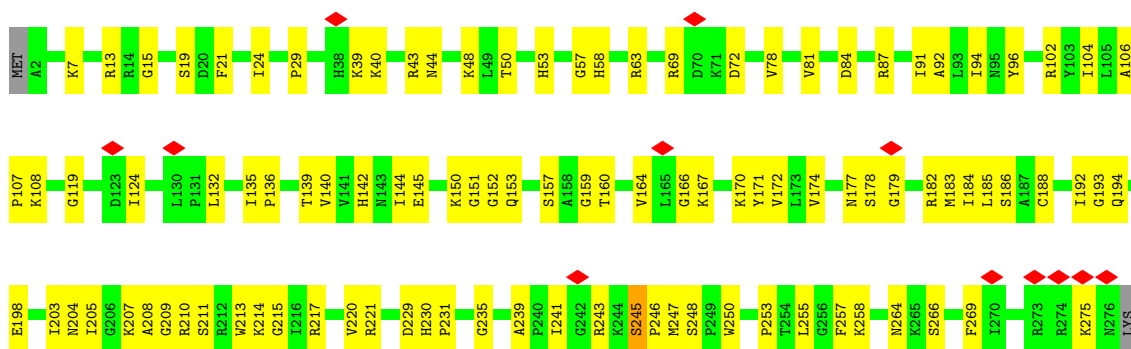 MET A2 K7 R13 R14 G15 S19 D20 F21 I24 P29 H38 K39 K40 R43 N44 K48 L49 T50 H53 G57 H58 R63 R69 D70 K71 D72 V78 V81 D84 R87 I91 A92 L93 I94 N95 Y96 R102 Y103 I104 L105 A106
P107 K108 G119 D123 I124 L130 P131 L132 I135 P136 T139 V140 V141 H142 N143 I144 E145 K150 G151 G152 Q153 S157 A158 G159 T160 V164 L165 G166 K167 K170 Y171 V172 L173 V174 N177 S178 G179 R182 M183 I184 L185 S186 A187 C188 I192 G193 Q194
E198 I203 N204 I205 G206 K207 A208 G209 R210 S211 R212 W213 K214 G215 I216 R217 V220 R221 D229 H230 P231 G235 A239 P240 I241 G242 R243 K244 S245 P246 M247 S248 P249 W250 P253 T254 L255 G256 F257 K258 N264 K265 S266 F269 I270 R273 R274 K275 N276 LYS